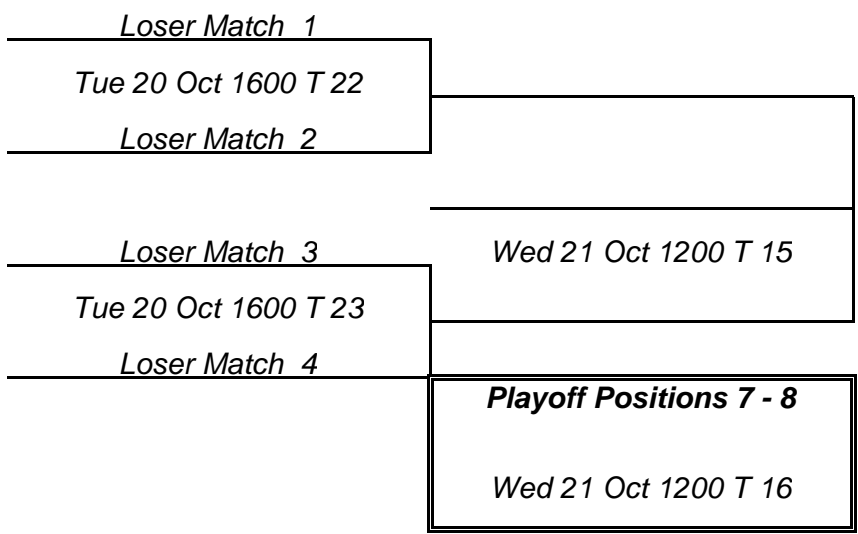 Loser Match 1
Tue 20 Oct 1600 T 22
Loser Match 2
Loser Match 3
Wed 21 Oct 1200 T 15
Tue 20 Oct 1600 T 23
Loser Match 4
Playoff Positions 7 - 8
Wed 21 Oct 1200 T 16